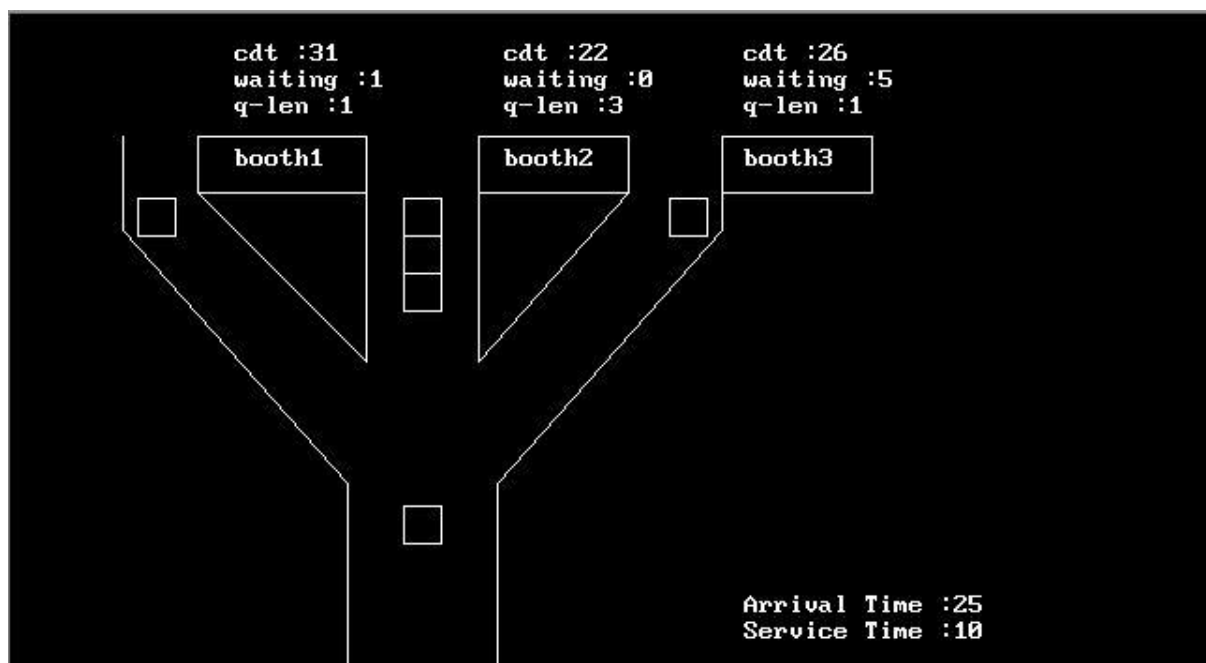 cdt :31
waiting :1
q-len :1
cdt :22
waiting :0
q-len :3
cdt :26
waiting :5
q-len :1
booth1
booth2
booth3
Arrival Time :25
Service Time :10